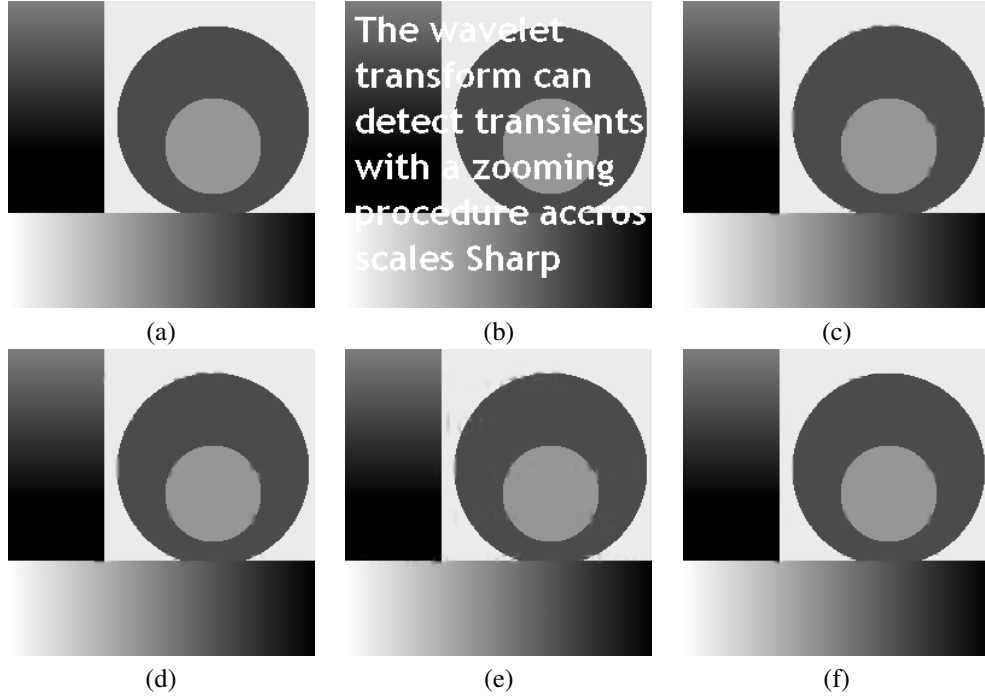 The wavelet
transform can
detect transients
with a zooming
procedure accros
scales Sharp
(a)
(b)
(c)
(d)
(e)
(f)